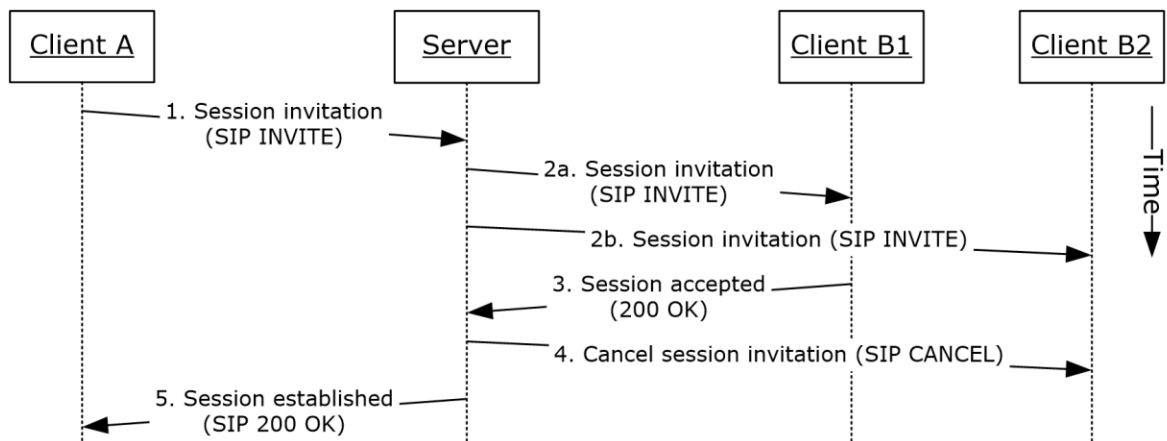 Client A
Server
Client B1
Client B2
1. Session invitation
(SIP INVITE)
2a. Session invitation
(SIP INVITE)
2b. Session invitation (SIP INVITE)
3. Session accepted
(200 OK)
4. Cancel session invitation (SIP CANCEL)
5. Session established
(SIP 200 OK)
Time